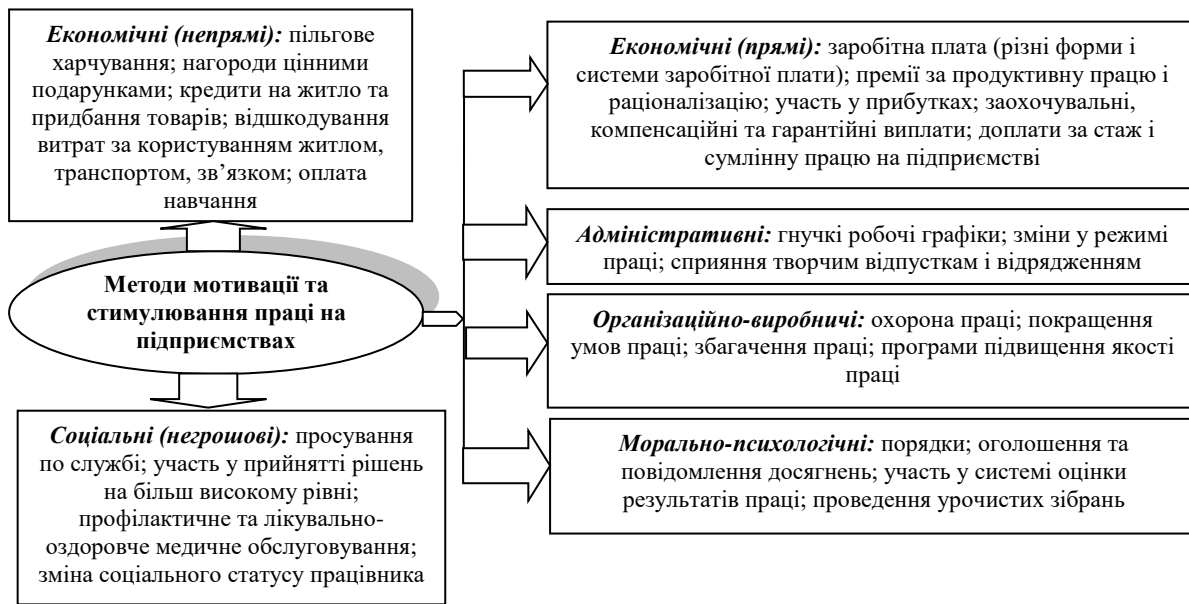 Економічні (непрямі): пільгове
харчування; нагороди цінними
подарунками; кредити на житло та
придбання товарів; відшкодування
витрат за користуванням житлом,
транспортом, зв’язком; оплата
навчання
Методи мотивації та
стимулювання праці на
підприємствах
Соціальні (негрошові): просування
по службі; участь у прийнятті рішень
на більш високому рівні;
профілактичне та лікувально-
оздоровче медичне обслуговування;
зміна соціального статусу працівника
Економічні (прямі): заробітна плата (різні форми і
системи заробітної плати); премії за продуктивну працю і
раціоналізацію; участь у прибутках; заохочувальні,
компенсаційні та гарантійні виплати; доплати за стаж і
сумлінну працю на підприємстві
Адміністративні: гнучкі робочі графіки; зміни у режимі
праці; сприяння творчим відпусткам і відрядженням
Організаційно-виробничі: охорона праці; покращення
умов праці; збагачення праці; програми підвищення якості
праці
Морально-психологічні: порядки; оголошення та
повідомлення досягнень; участь у системі оцінки
результатів праці; проведення урочистих зібрань